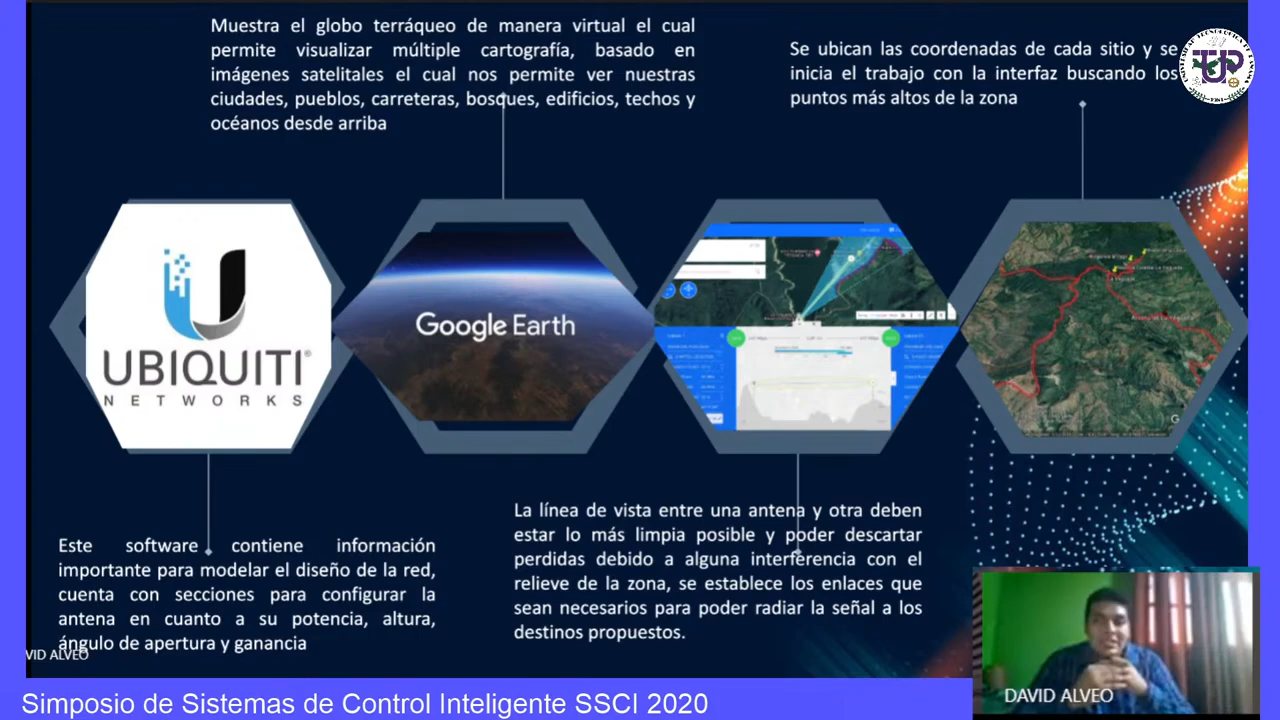 Muestra el globo terráqueo de manera virtual el cual
permite visualizar múltiple cartografía, basado en
imágenes satelitales el cual nos permite ver nuestras
ciudades, pueblos, carreteras, bosques, edificios, techos y
océanos desde arriba
Se ubican las coordenadas de cada sitio y se
inicia el trabajo con la interfaz buscando los
puntos más altos de la zona
UBIQUITI
NETWORKS
Google Earth
Este software contiene información
importante para modelar el diseño de la red,
cuenta con secciones para configurar la
antena en cuanto a su potencia, altura,
ángulo de apertura y ganancia
La línea de vista entre una antena y otra deben
estar lo más limpia posible y poder descartar
perdidas debido a alguna interferencia con el
relieve de la zona, se establece los enlaces que
sean necesarios para poder radiar la señal a los
destinos propuestos.
VID ALVEO
DAVID ALVEO
Simposio de Sistemas de Control Inteligente SSCI 2020